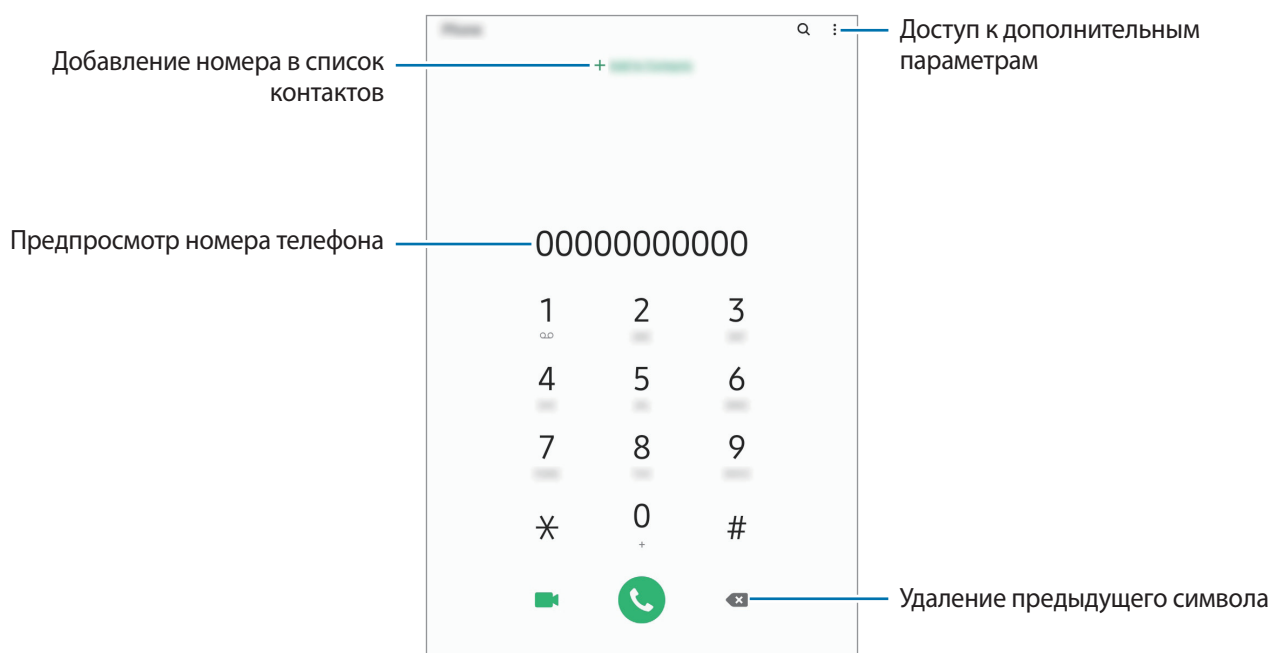 Доступ к дополнительным
параметрам
Добавление номера в список
контактов
+
Предпросмотр номера телефона
00000000000
1 2 3
4 5 6
7 8 9
* 0 #
+
Удаление предыдущего символа